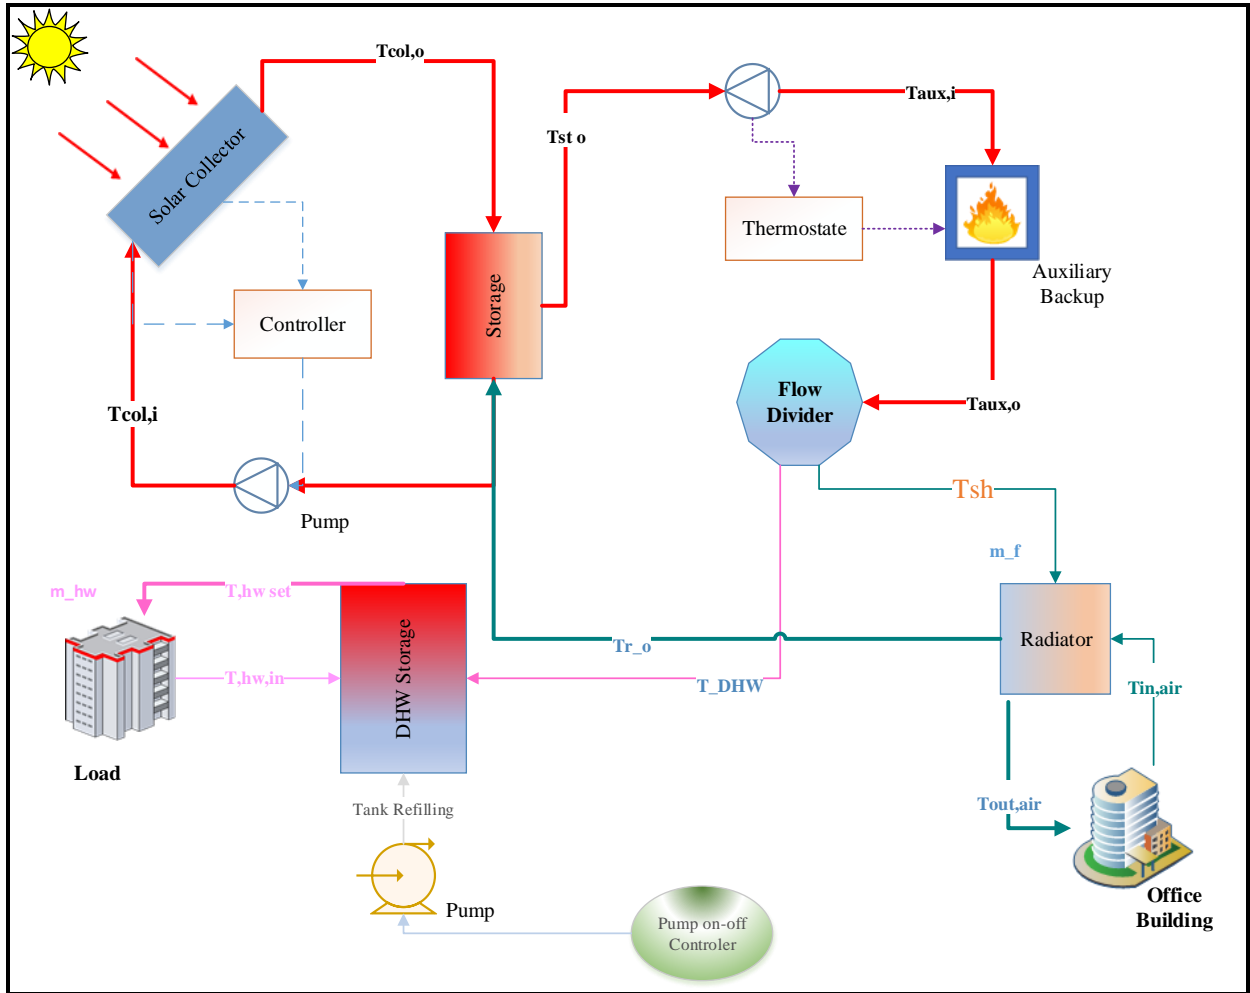 Tcol,o
Taux,i
Tst o
Solar Collector
Thermostate
Auxiliary
Backup
Storage
Controller
Flow
Divider
Taux,o
Tcol,i
Tsh
Pump
m_f
m_hw
T,hw set
DHW Storage
Tr_o
Radiator
T,hw,in
T_DHW
Tin,air
Load
Tank Refilling
Tout,air
Pump
Office
Building
Pump on-off
Controler